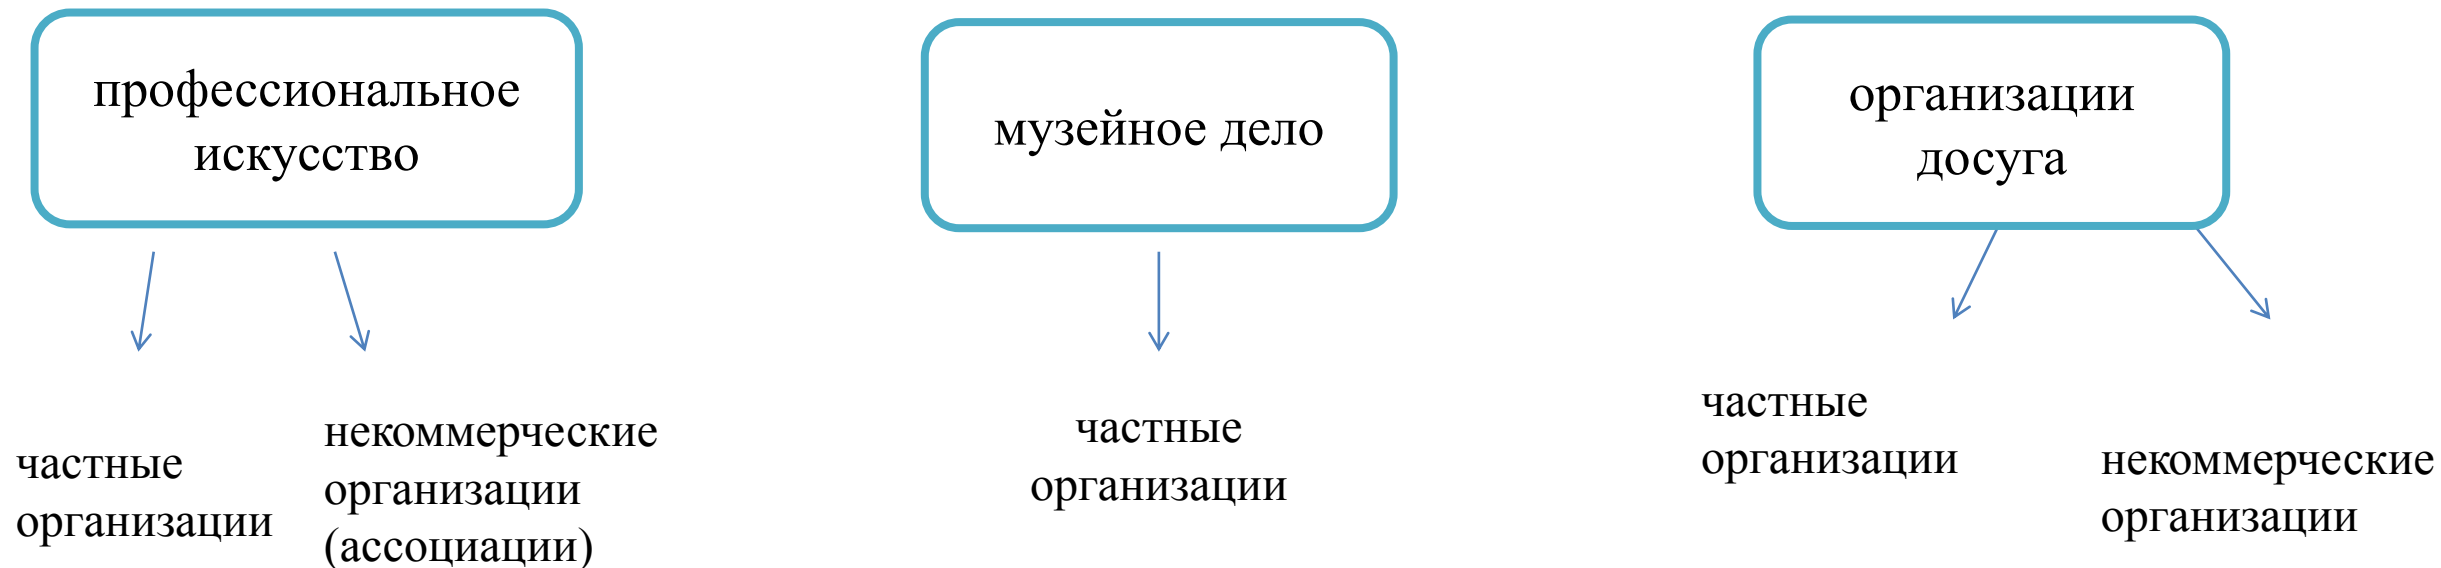 профессиональное
искусство
музейное дело
организации
досуга
частные
организации
некоммерческие
организации
(ассоциации)
частные
организации
частные
организации
некоммерческие
организации